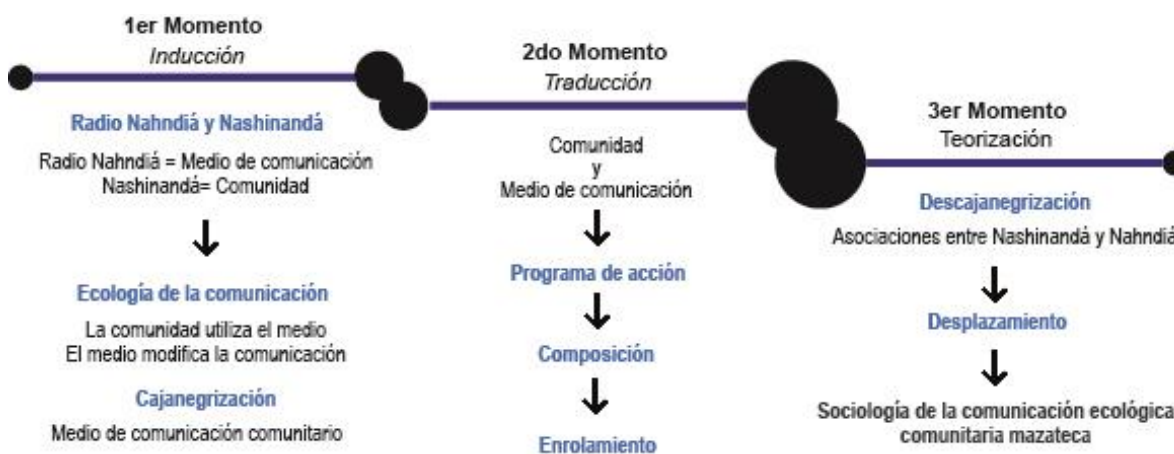 1er Momento
Inducción
Radio Nahndiá y Nashinandá
Radio Nahndiá = Medio de comunicación
Nashinandá= Comunidad
Ecología de la comunicación
La comunidad utiliza el medio
El medio modifica la comunicación
Cajanegrización
Medio de comunicación comunitario
2do Momento
Traducción
Comunidad
y
Medio de comunicación
Programa de acción
Composición
Enrolamiento
3er Momento
Teorización
Descajanegrización
Asociaciones entre Nashinandá y Nahndiá
Desplazamiento
Sociología de la comunicación ecológica
comunitaria mazateca